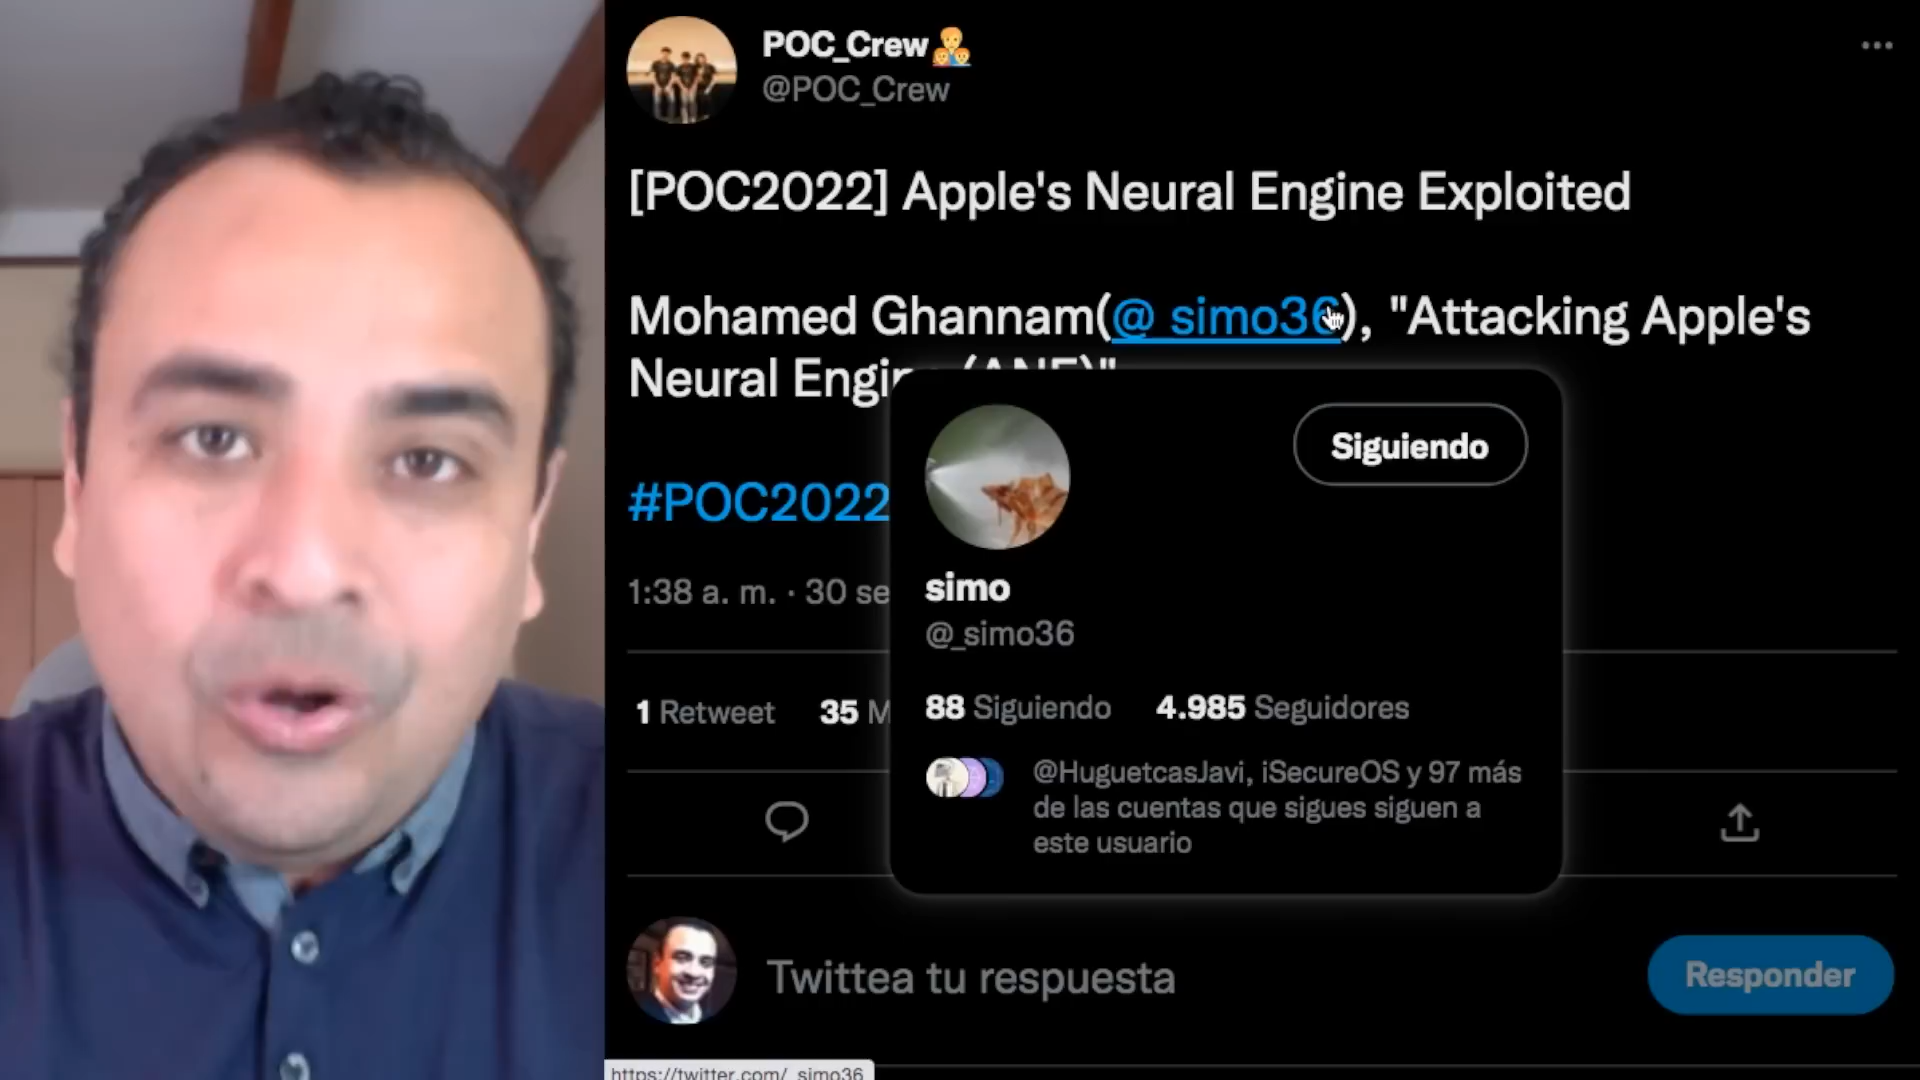 POC_Crew
@POC_Crew
[POC2022] Apple's Neural Engine Exploited
Mohamed Ghannam(@_simo36), "Attacking Apple's
Neural Engine (ANE)"
#POC2022
1:38 a. m. · 30 se
1 Retweet 35 M
Siguiendo
simo
@_simo36
88 Siguiendo 4.985 Seguidores
@HuguetcasJavi, iSecureOS y 97 más
de las cuentas que sigues siguen a
este usuario
Twittea tu respuesta
Responder
https://twitter.com/_simo36